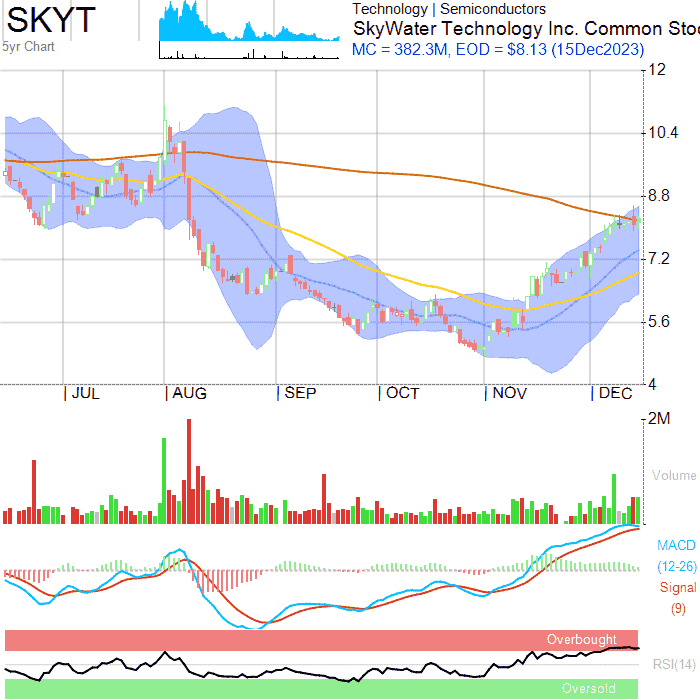 SKYT
5yr Chart
Technology | Semiconductors
SkyWater Technology Inc. Common Sto
MC = 382.3M, EOD = $8.13 (15Dec2023)
12
10.4
8.8
7.2
5.6
4
JUL AUG SEP OCT NOV DEC
2M
Volume
MACD
(12-26)
Signal
(9)
Overbought
RSI(14)
Oversold